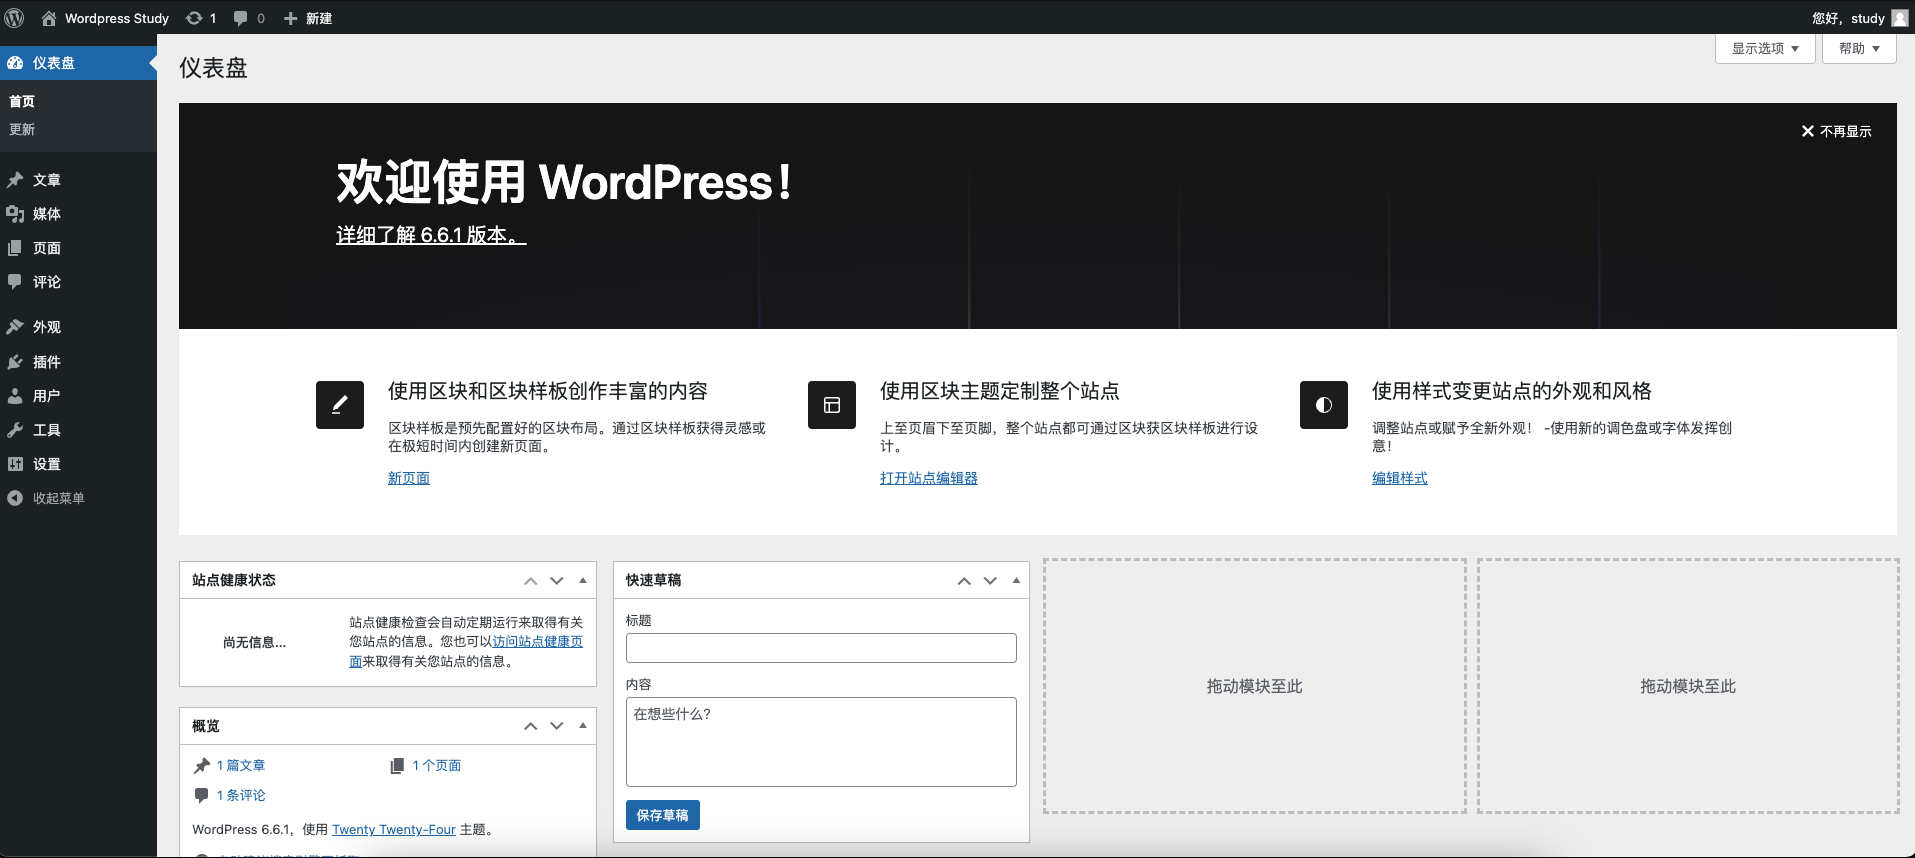 Wordpress Study
1
0
新建
您好，study
仪表盘
首页
更新
文章
媒体
页面
评论
外观
插件
用户
工具
设置
收起菜单
仪表盘
显示选项
帮助
不再显示
欢迎使用 WordPress！
详细了解 6.6.1 版本。
使用区块和区块样板创作丰富的内容
区块样板是预先配置好的区块布局。通过区块样板获得灵感或
在极短时间内创建新页面。
新页面
使用区块主题定制整个站点
上至页眉下至页脚，整个站点都可通过区块获区块样板进行设
计。
打开站点编辑器
使用样式变更站点的外观和风格
调整站点或赋予全新外观！ -使用新的调色盘或字体发挥创
意！
编辑样式
站点健康状态
尚无信息...
站点健康检查会自动定期运行来取得有关
您站点的信息。您也可以访问站点健康页
面来取得有关您站点的信息。
概览
1 篇文章
1 个页面
1 条评论
WordPress 6.6.1，使用 Twenty Twenty-Four 主题。
快速草稿
标题
内容
在想些什么?
保存草稿
拖动模块至此
拖动模块至此